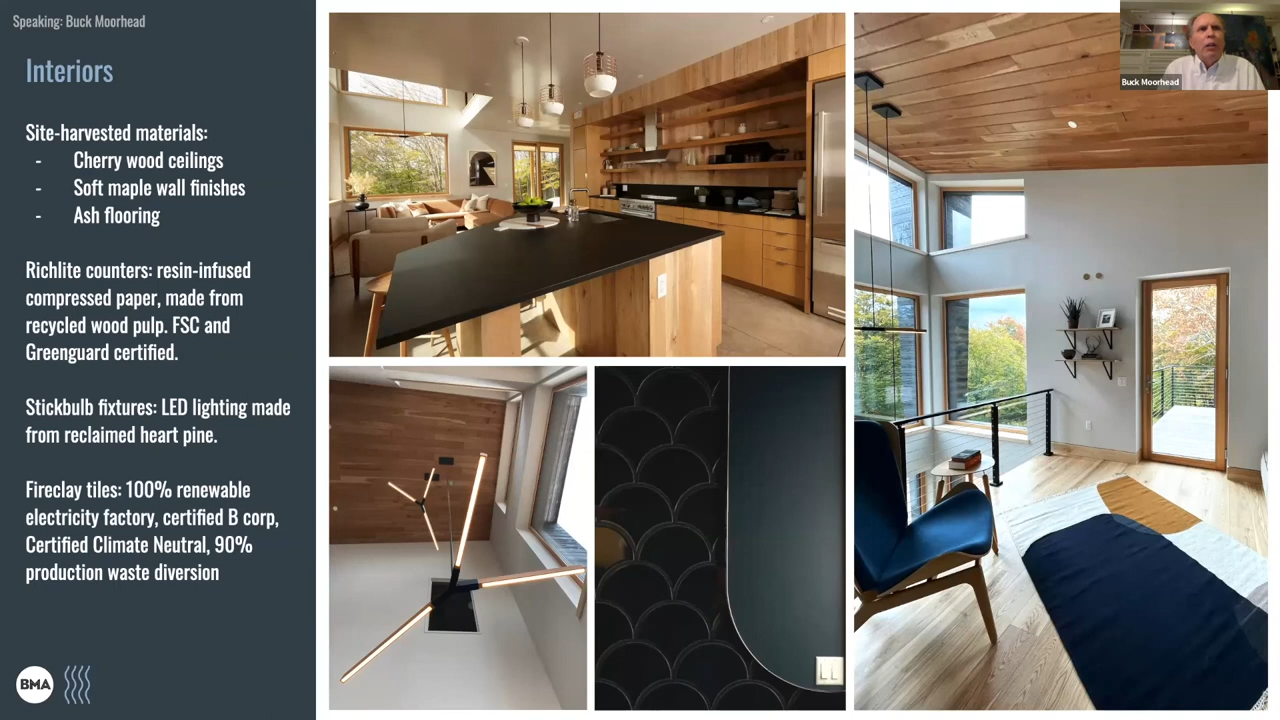 Speaking: Buck Moorhead
Interiors
Site-harvested materials:
- Cherry wood ceilings
- Soft maple wall finishes
- Ash flooring
Richlite counters: resin-infused
compressed paper, made from
recycled wood pulp. FSC and
Greenguard certified.
Stickbulb fixtures: LED lighting made
from reclaimed heart pine.
Fireclay tiles: 100% renewable
electricity factory, certified B corp,
Certified Climate Neutral, 90%
production waste diversion
BMA
Buck Moorhead